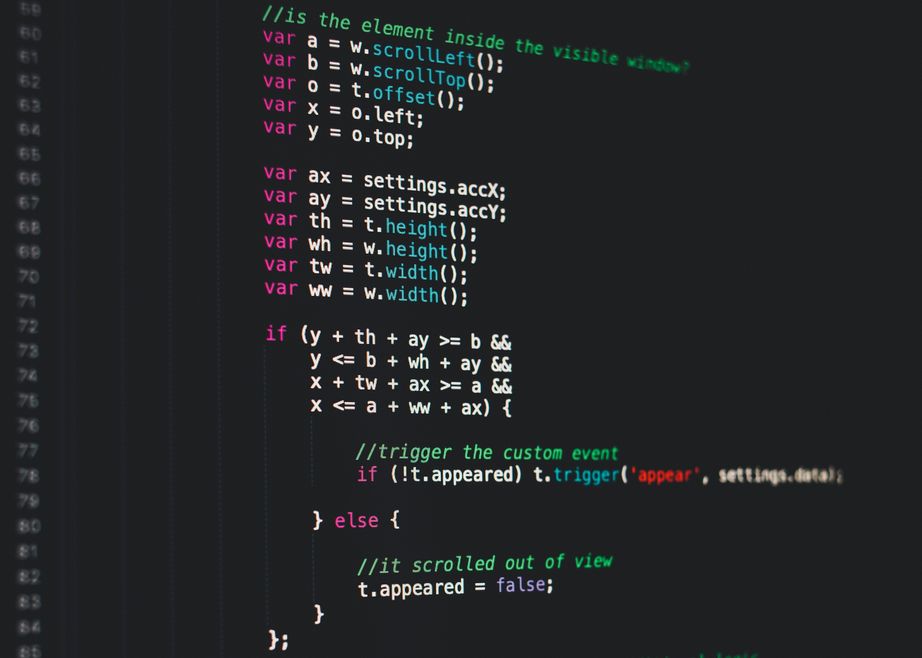 59
60 //is the element inside the visible window?
61 var a = w.scrollLeft();
62 var b = w.scrollTop();
63 var o = t.offset();
64 var x = o.left;
65 var y = o.top;
66
67 var ax = settings.accX;
68 var ay = settings.accY;
69 var th = t.height();
70 var wh = w.height();
71 var tw = t.width();
var ww = w.width();
72
73 if (y + th + ay >= b &&
74 y <= b + wh + ay &&
75 x + tw + ax >= a &&
76 x <= a + ww + ax) {
77
78 //trigger the custom event
79 if (!t.appeared) t.trigger('appear', settings.data);
80
81 } else {
82
83 //it scrolled out of view
84 t.appeared = false;
85 }
};